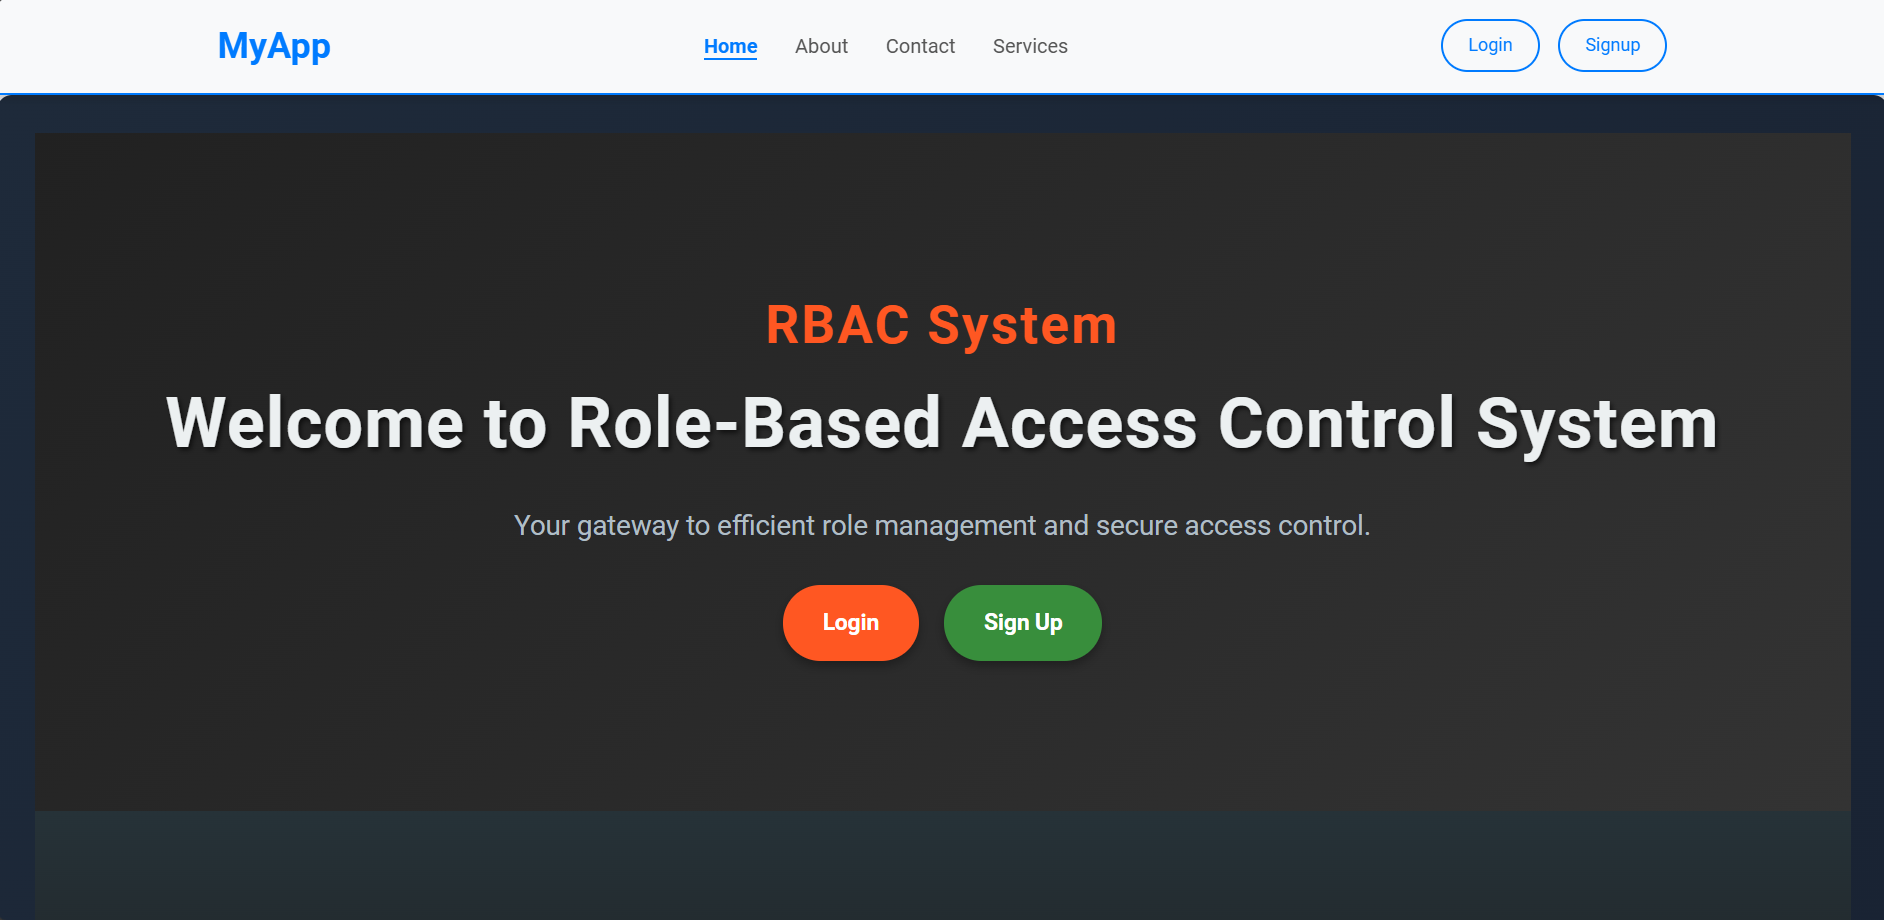 MyApp
Home About Contact Services
Login Signup
RBAC System
Welcome to Role-Based Access Control System
Your gateway to efficient role management and secure access control.
Login Sign Up